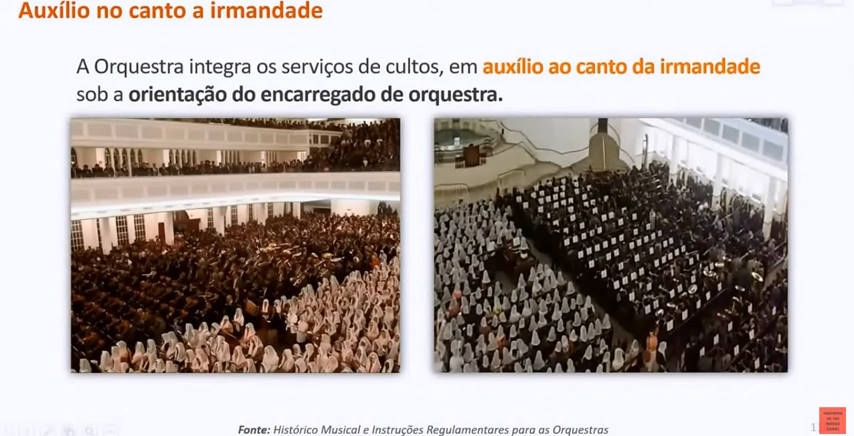 Auxílio no canto a irmandade
A Orquestra integra os serviços de cultos, em auxílio ao canto da irmandade
sob a orientação do encarregado de orquestra.
Fonte: Histórico Musical e Instruções Regulamentares para as Orquestras
1